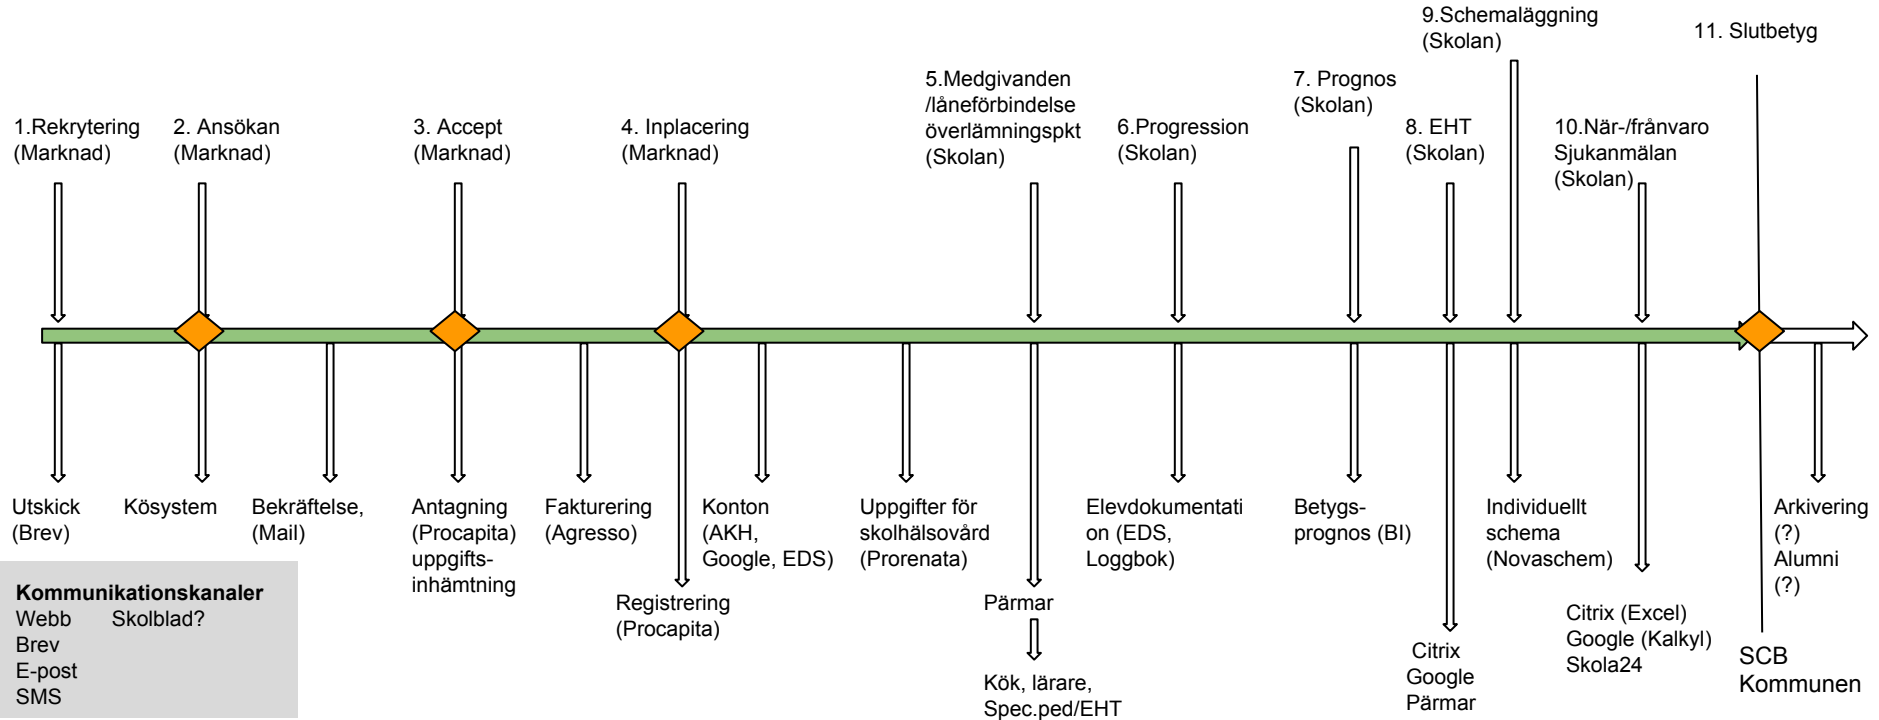 1.Rekrytering
(Marknad)
2. Ansökan
(Marknad)
3. Accept
(Marknad)
4. Inplacering
(Marknad)
5.Medgivanden
/låneförbindelse
överlämningspkt
(Skolan)
6.Progression
(Skolan)
7. Prognos
(Skolan)
8. EHT
(Skolan)
9.Schemaläggning
(Skolan)
10.När-/frånvaro
Sjukanmälan
(Skolan)
11. Slutbetyg
Utskick
(Brev)
Kösystem
Bekräftelse,
(Mail)
Antagning
(Procapita)
uppgifts-
inhämtning
Fakturering
(Agresso)
Registrering
(Procapita)
Konton
(AKH,
Google, EDS)
Uppgifter för
skolhälsovård
(Prorenata)
Pärmar
Kök, lärare,
Spec.ped/EHT
Elevdokumentati
on (EDS,
Loggbok)
Betygs-
prognos (BI)
Citrix
Google
Pärmar
Individuellt
schema
(Novaschem)
Citrix (Excel)
Google (Kalkyl)
Skola24
SCB
Kommunen
Arkivering
(?)
Alumni
(?)
Kommunikationskanaler
Webb Skolblad?
Brev
E-post
SMS